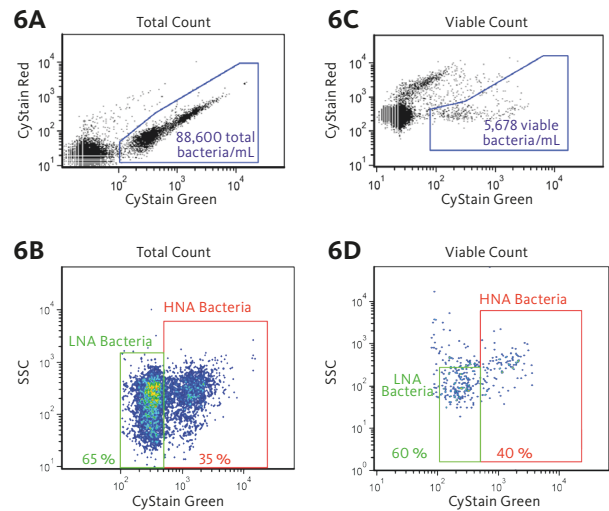 6A
Total Count
CyStain Red
10⁴
10³
10²
10¹
88,600 total
bacteria/mL
10²
10³
10⁴
CyStain Green
6C
Viable Count
CyStain Red
10⁴
10³
10²
10¹
5,678 viable
bacteria/mL
10¹
10²
10³
10⁴
CyStain Green
6B
Total Count
SSC
10⁴
10³
10²
10¹
HNA Bacteria
LNA Bacteria
65 %
35 %
10²
10³
10⁴
CyStain Green
6D
Viable Count
SSC
10⁴
10³
10²
10¹
10⁰
HNA Bacteria
LNA
Bacteria
60 %
40 %
10¹
10²
10³
10⁴
CyStain Green